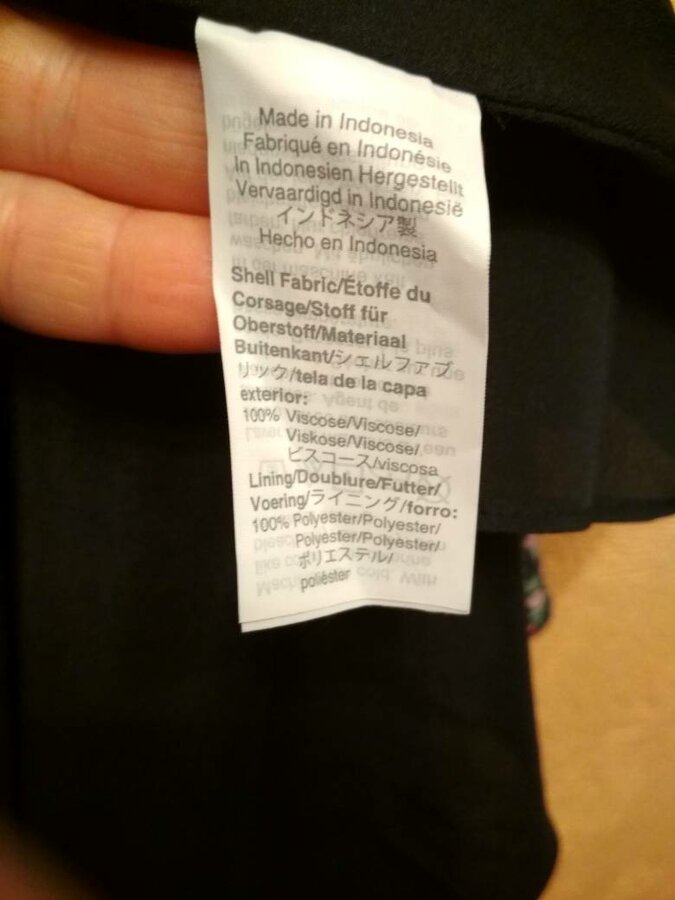 Made in Indonesia
Fabriqué en Indonésie
In Indonesien Hergestellt
Vervaardigd in Indonesië
インドネシア製
Hecho en Indonesia
Shell Fabric/Étoffe du
Corsage/Stoff für
Oberstoff/Materiaal
Buitenkant/シェルファブ
リック/tela de la capa
exterior:
100% Viscose/Viscose/
Viskose/Viscose/
ビスコース/viscosa
Lining/Doublure/Futter/
Voering/ライニング/forro:
100% Polyester/Polyester/
Polyester/Polyester/
ポリエステル/
poliéster